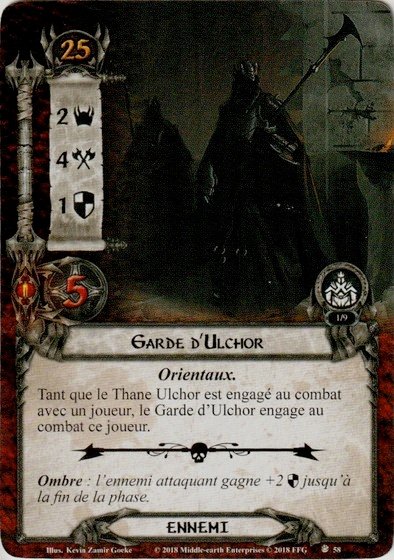 25
2
4
1
5
1/9
GARDE D'ULCHOR
Orientaux.
Tant que le Thane Ulchor est engagé au combat
avec un joueur, le Garde d'Ulchor engage au
combat ce joueur.
Ombre : l'ennemi attaquant gagne +2 jusqu'à
la fin de la phase.
ENNEMI
Illus. Kevin Zamir Goeke © 2018 Middle-earth Enterprises © 2018 FFG 58